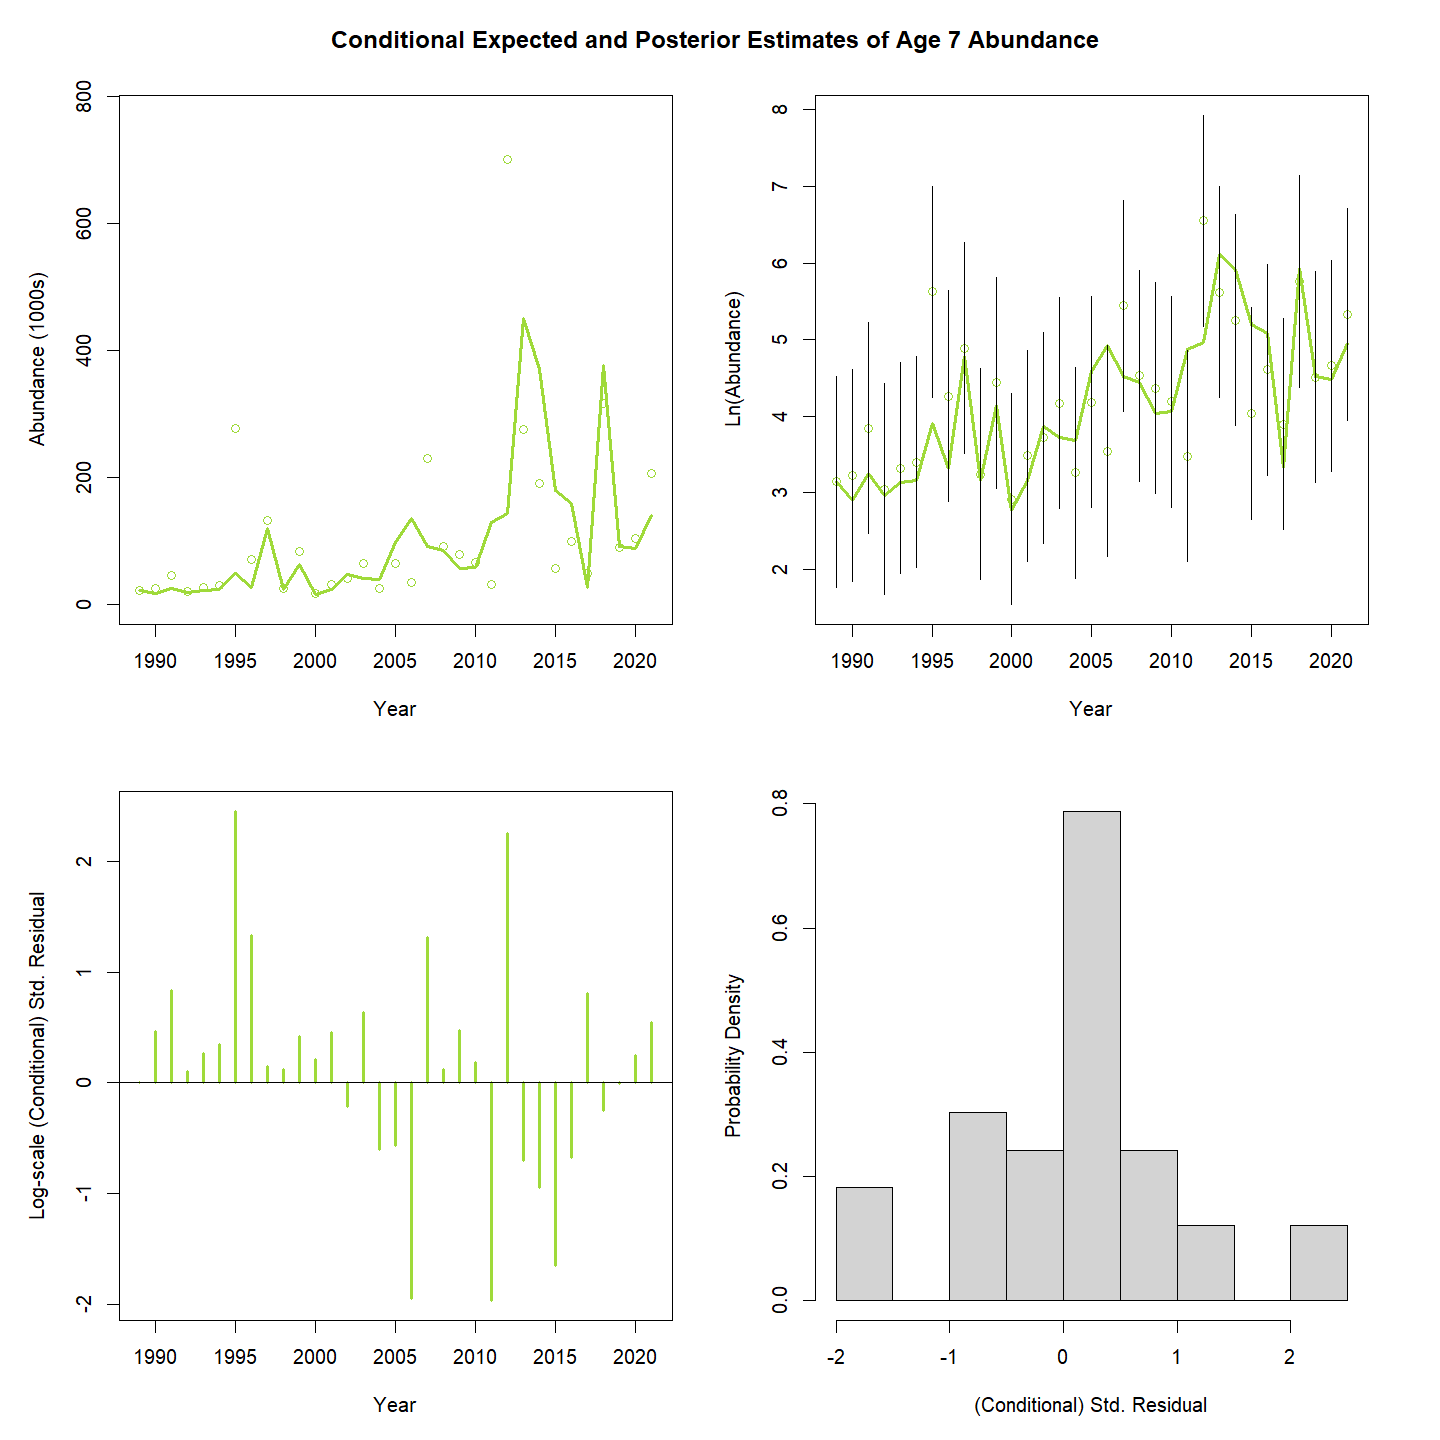 Conditional Expected and Posterior Estimates of Age 7 Abundance
Abundance (1000s)
800
600
400
200
0
1990 1995 2000 2005 2010 2015 2020
Year
Ln(Abundance)
8
7
6
5
4
3
2
1990 1995 2000 2005 2010 2015 2020
Year
Log-scale (Conditional) Std. Residual
2
1
0
-1
-2
1990 1995 2000 2005 2010 2015 2020
Year
Probability Density
0.8
0.6
0.4
0.2
0.0
-2 -1 0 1 2
(Conditional) Std. Residual